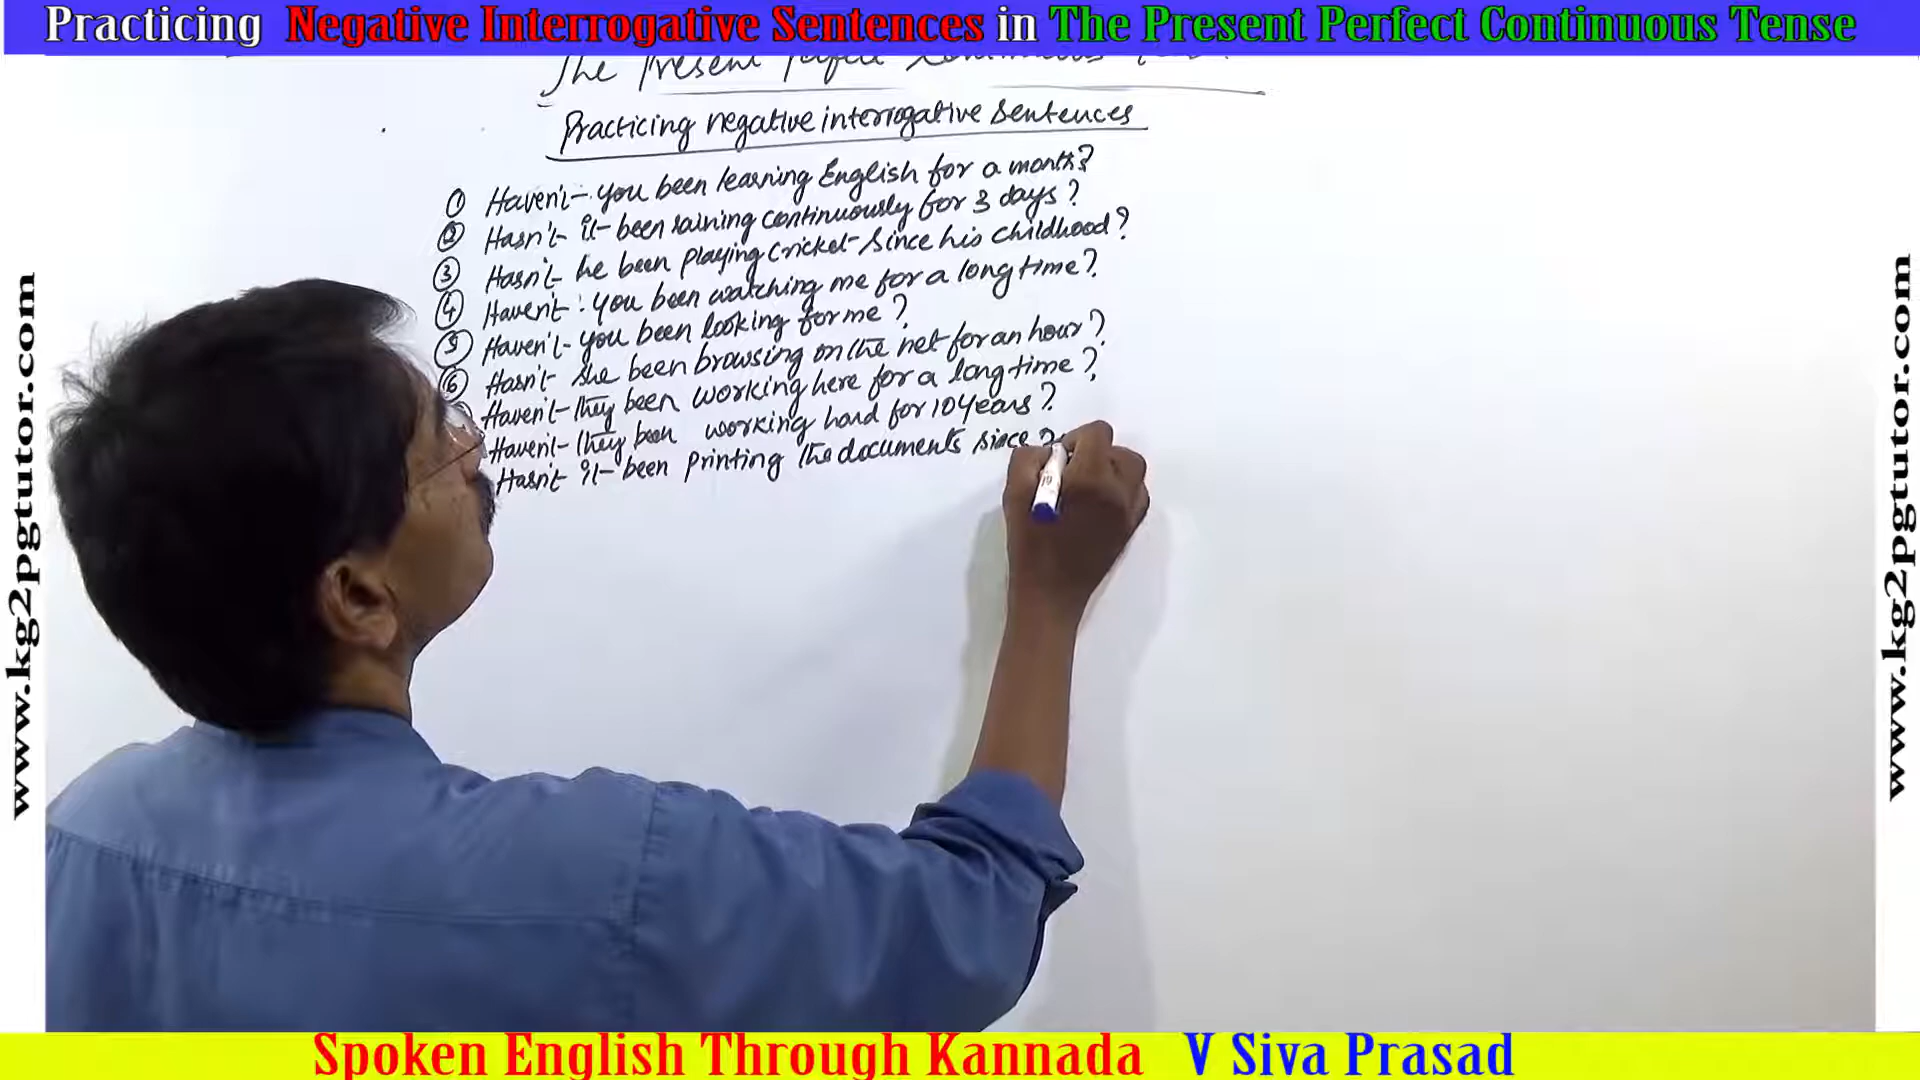 Practicing Negative Interrogative Sentences in The Present Perfect Continuous Tense
The Present Perfect Continuous
Practicing negative interrogative sentences
① Haven't you been learning English for a month?
② Hasn't it been raining continuously for 3 days?
③ Hasn't he been playing cricket since his childhood?
④ Haven't you been watching me for a long time?
⑤ Haven't you been looking for me?
⑥ Hasn't she been browsing on the net for an hour?
Haven't they been working here for a long time?
Haven't they been working hard for 10 years?
Hasn't it been printing the documents since
www.kg2pgtutor.com
www.kg2pgtutor.com
Spoken English Through Kannada V Siva Prasad